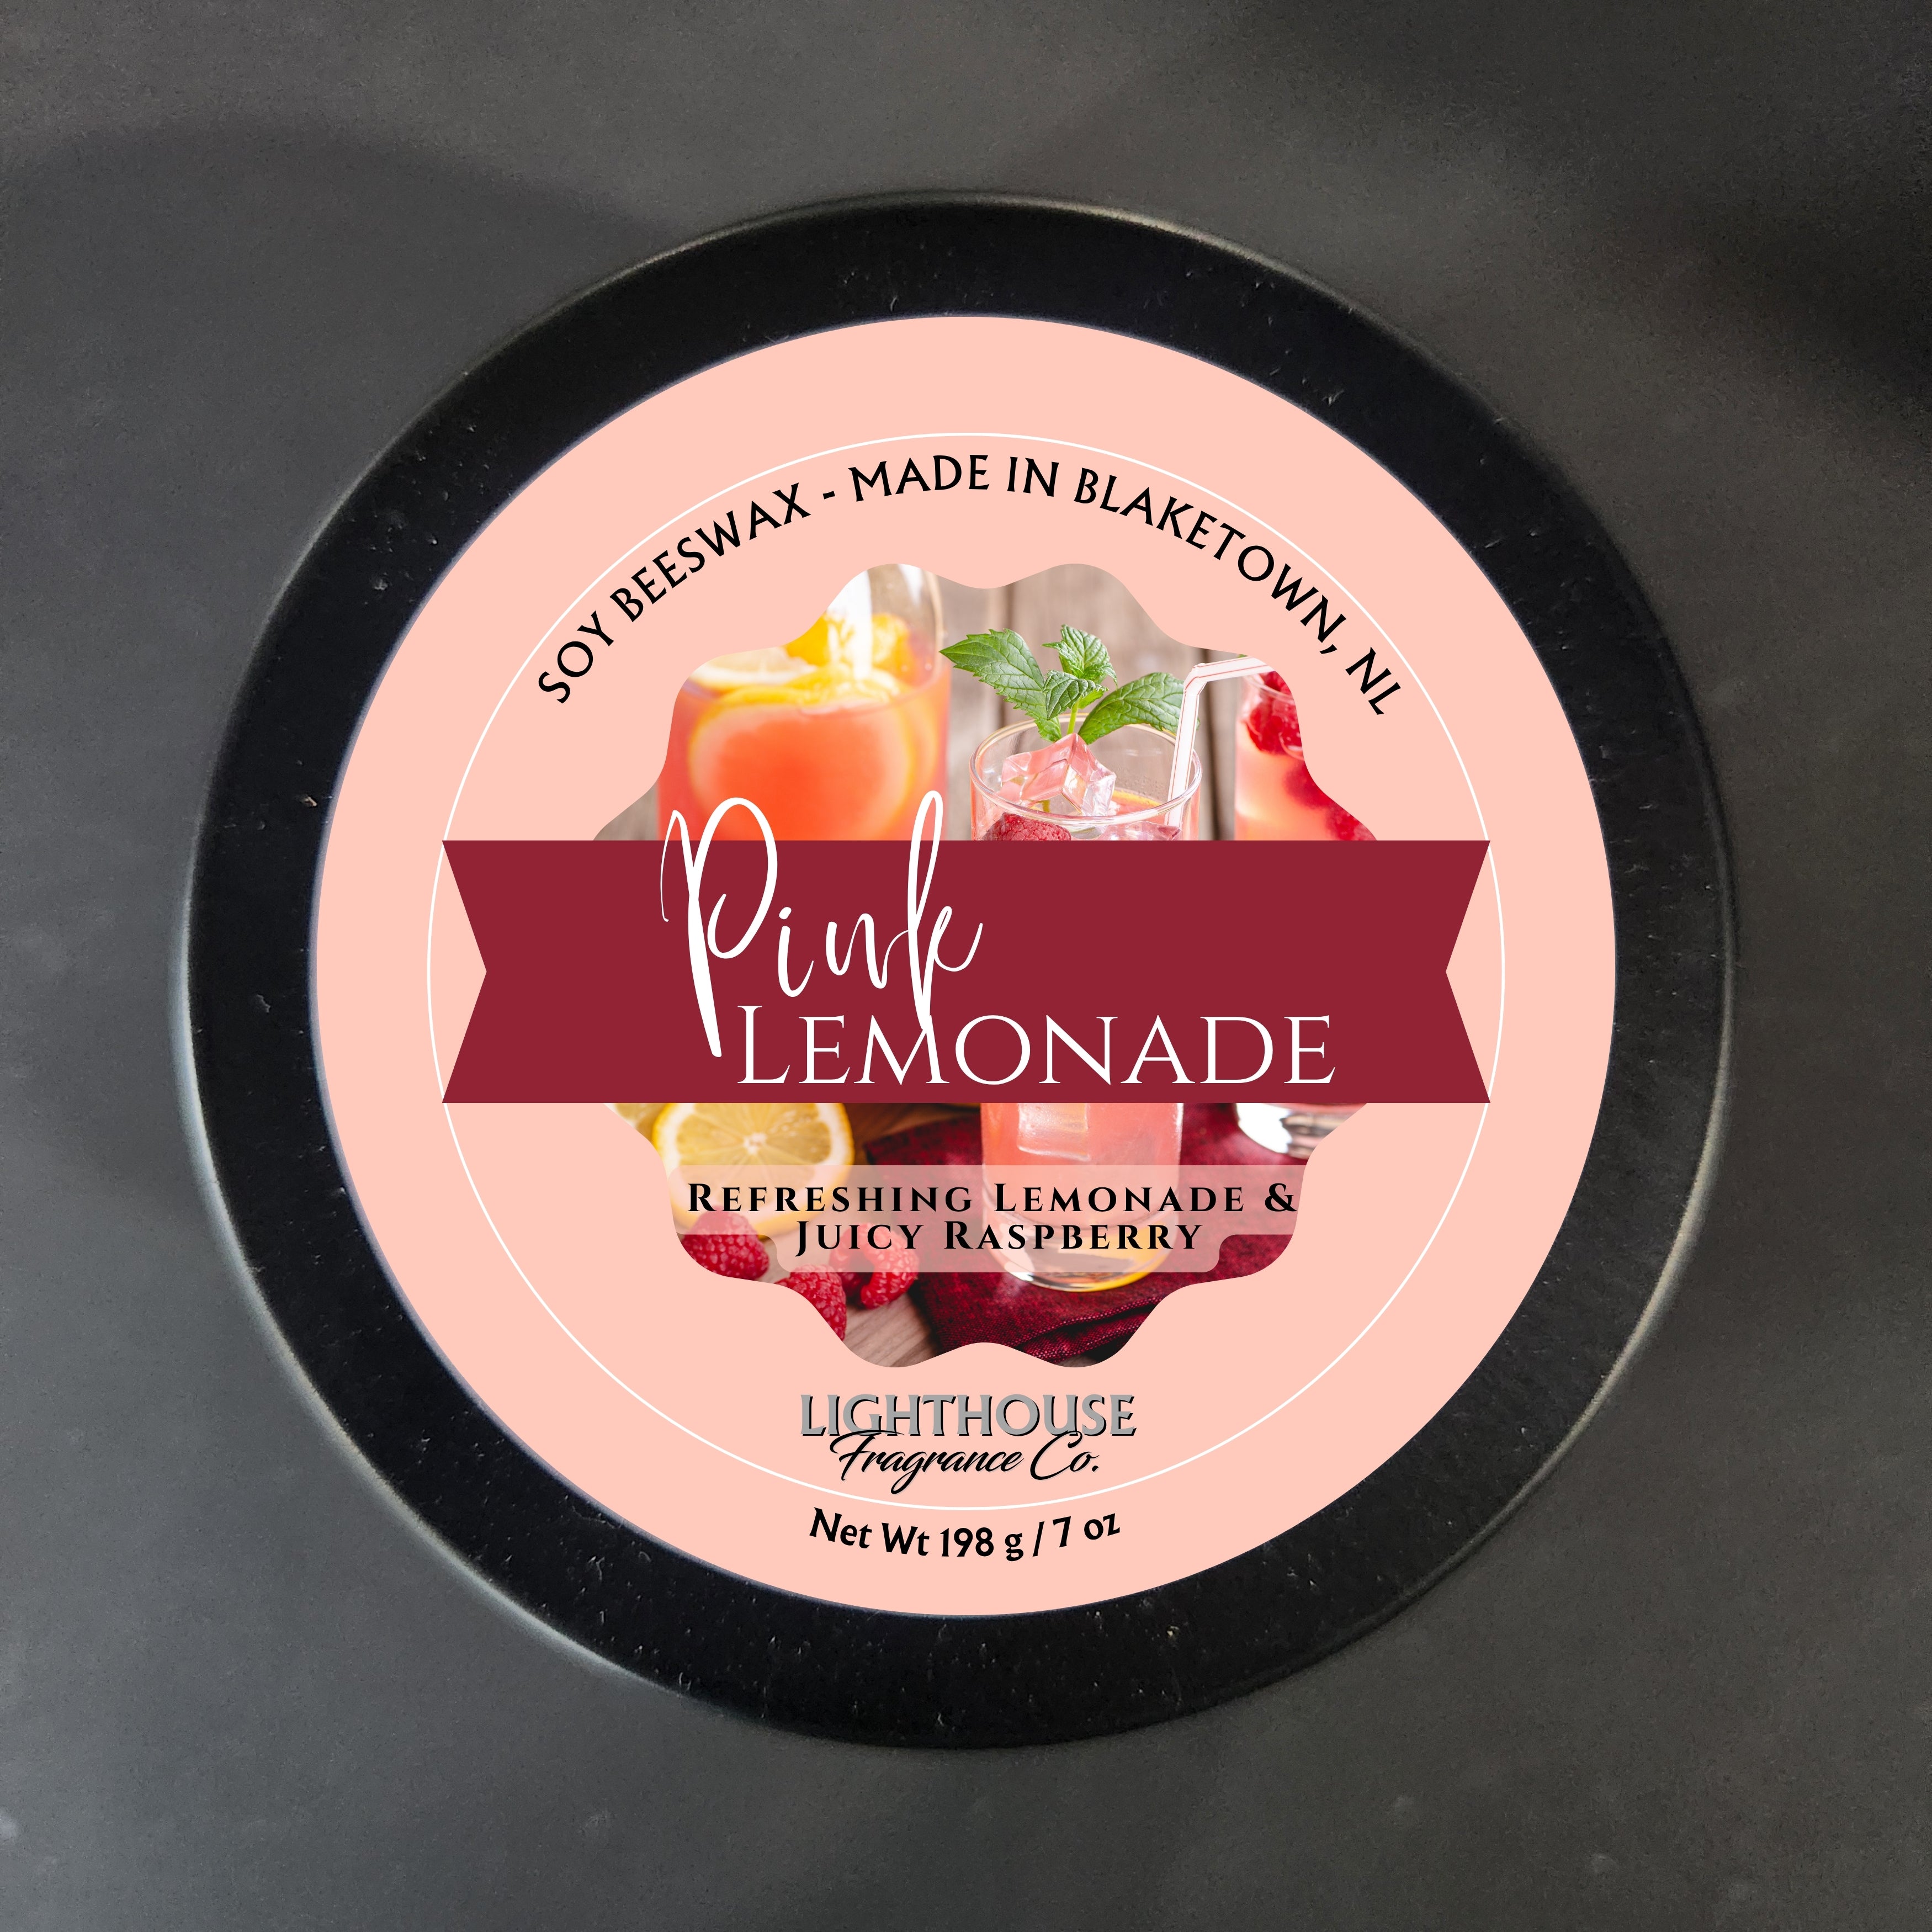 SOY BEESWAX - MADE IN BLAKETOWN, NL
Pink
LEMONADE
REFRESHING LEMONADE &
JUICY RASPBERRY
LIGHTHOUSE
Fragrance Co.
Net Wt 198 g / 7 oz